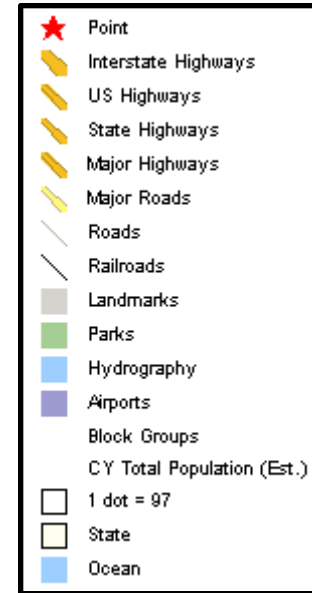 Point
Interstate Highways
US Highways
State Highways
Major Highways
Major Roads
Roads
Railroads
Landmarks
Parks
Hydrography
Airports
Block Groups
CY Total Population (Est.)
1 dot = 97
State
Ocean